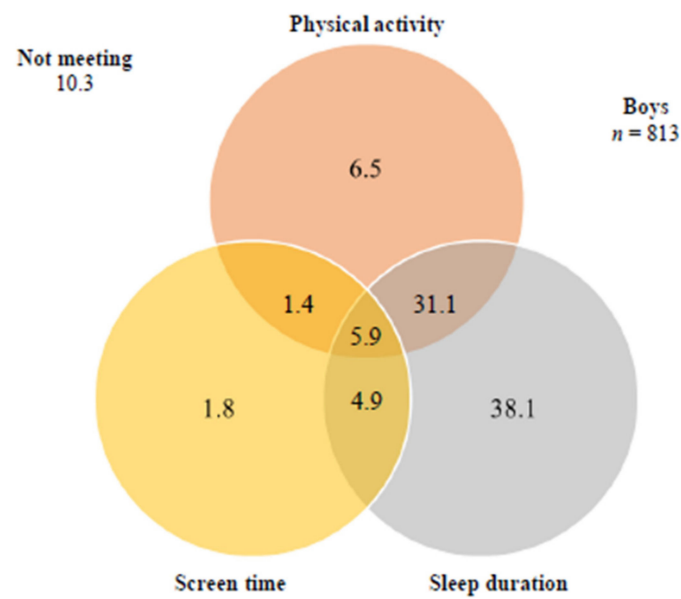 Physical activity
Not meeting
10.3
Boys
n = 813
6.5
1.4
31.1
5.9
1.8
4.9
38.1
Screen time
Sleep duration